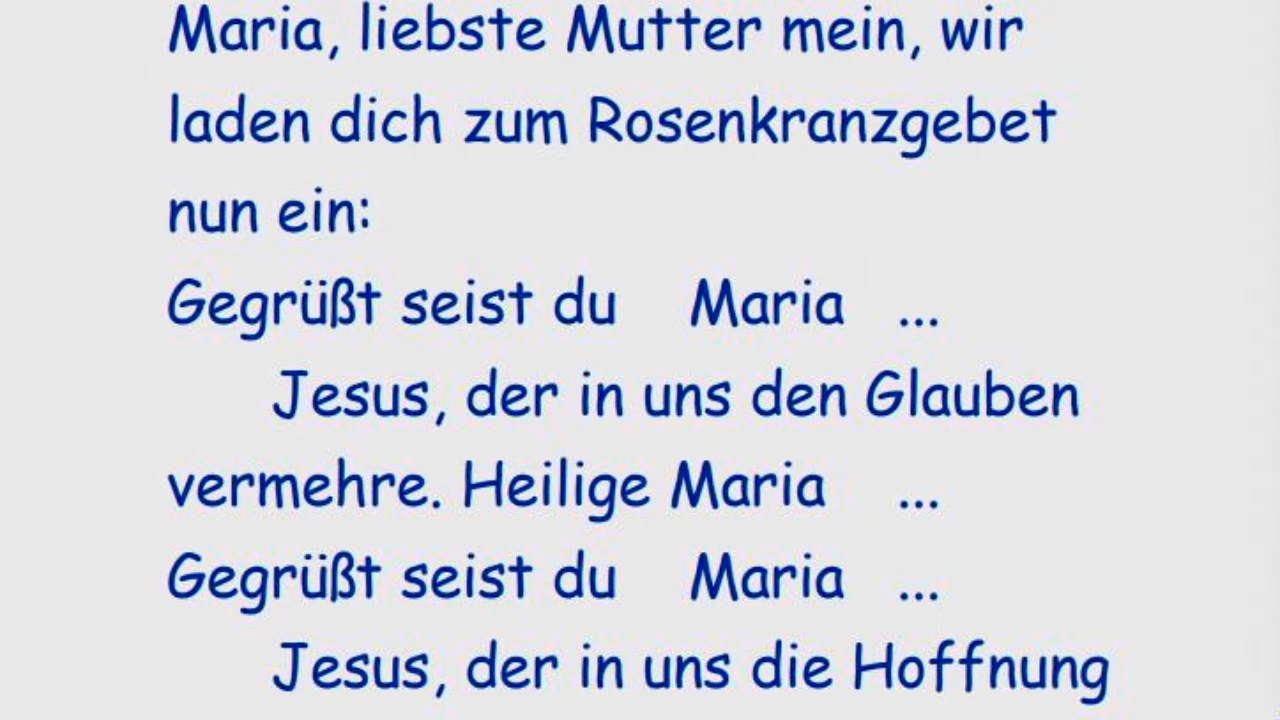 Maria, liebste Mutter mein, wir
laden dich zum Rosenkranzgebet
nun ein:
Gegrüßt seist du Maria ...
Jesus, der in uns den Glauben
vermehre. Heilige Maria ...
Gegrüßt seist du Maria ...
Jesus, der in uns die Hoffnung